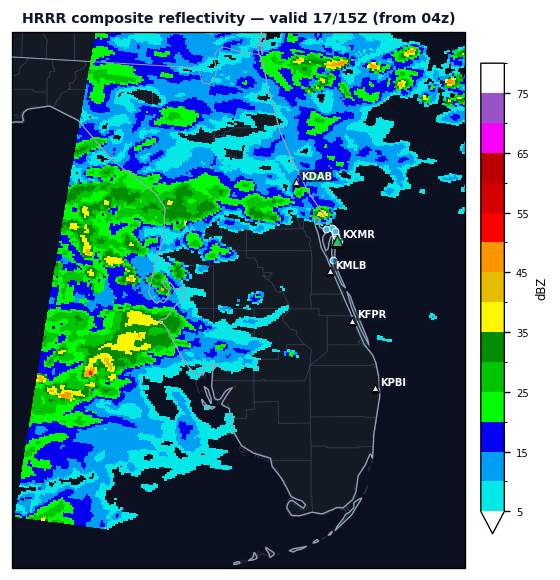 HRRR composite reflectivity — valid 17/15Z (from 04z)
KDAB
KXMR
KMLB
KFPR
KPBI
75
65
55
45
35
25
15
5
dBZ